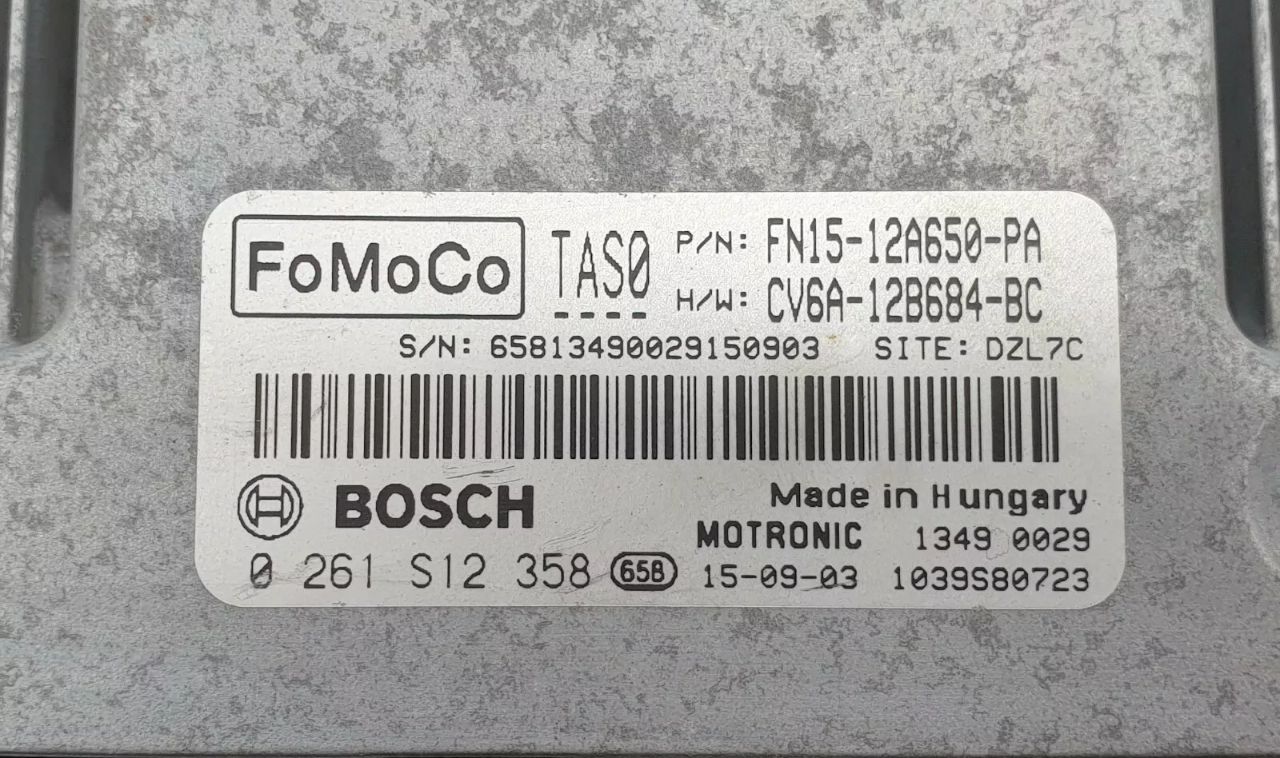 FoMoCo TAS0 P/N: FN15-12A650-PA
H/W: CV6A-12B684-BC
S/N: 65813490029150903 SITE: DZL7C
BOSCH Made in Hungary
MOTRONIC 1349 0029
0 261 S12 358 658 15-09-03 1039S80723